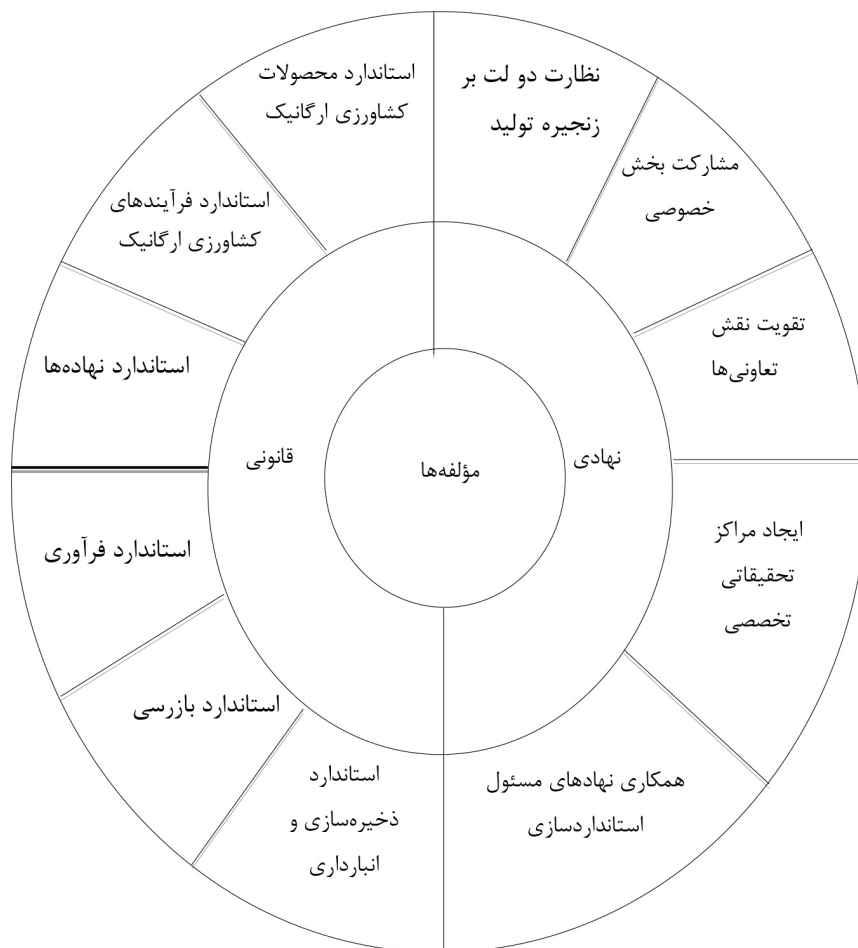 استاندارد محصولات
کشاورزی ارگانیک
نظارت دو لت بر
زنجیره تولید
مشارکت بخش
خصوصی
استاندارد فرآیندهای
کشاورزی ارگانیک
تقویت نقش
تعاونی‌ها
استاندارد نهاده‌ها
قانونی
مؤلفه‌ها
نهادی
استاندارد فرآوری
ایجاد مراکز
تحقیقاتی
تخصصی
استاندارد بازرسی
استاندارد
ذخیره‌سازی و
انبارداری
همکاری نهادهای مسئول
استانداردسازی